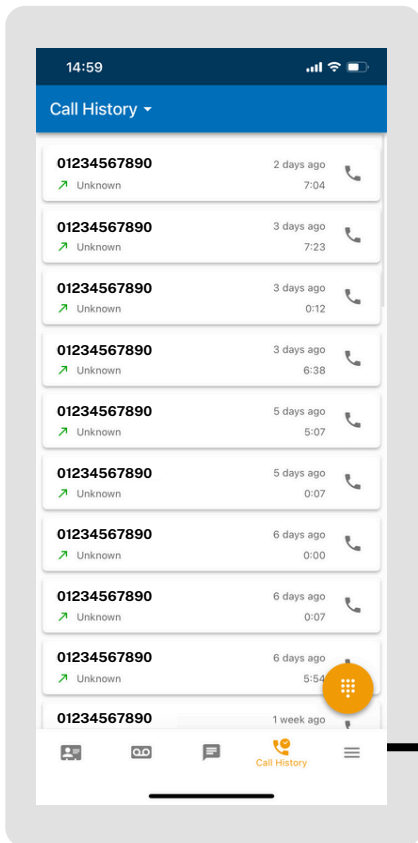 14:59
Call History
01234567890 2 days ago
Unknown 7:04
01234567890 3 days ago
Unknown 7:23
01234567890 3 days ago
Unknown 0:12
01234567890 3 days ago
Unknown 6:38
01234567890 5 days ago
Unknown 5:07
01234567890 5 days ago
Unknown 0:07
01234567890 6 days ago
Unknown 0:00
01234567890 6 days ago
Unknown 0:07
01234567890 6 days ago
Unknown 5:54
01234567890 1 week ago
Call History